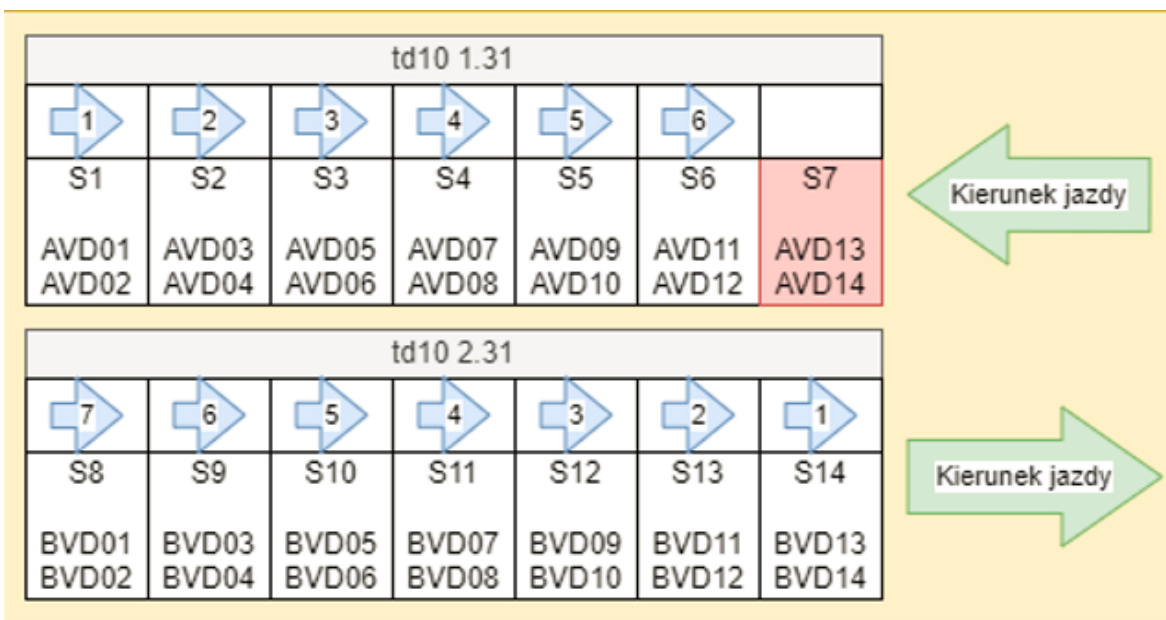 td10 1.31
1 2 3 4 5 6
S1 S2 S3 S4 S5 S6 S7
AVD01 AVD03 AVD05 AVD07 AVD09 AVD11 AVD13
AVD02 AVD04 AVD06 AVD08 AVD10 AVD12 AVD14
Kierunek jazdy
td10 2.31
7 6 5 4 3 2 1
S8 S9 S10 S11 S12 S13 S14
BVD01 BVD03 BVD05 BVD07 BVD09 BVD11 BVD13
BVD02 BVD04 BVD06 BVD08 BVD10 BVD12 BVD14
Kierunek jazdy